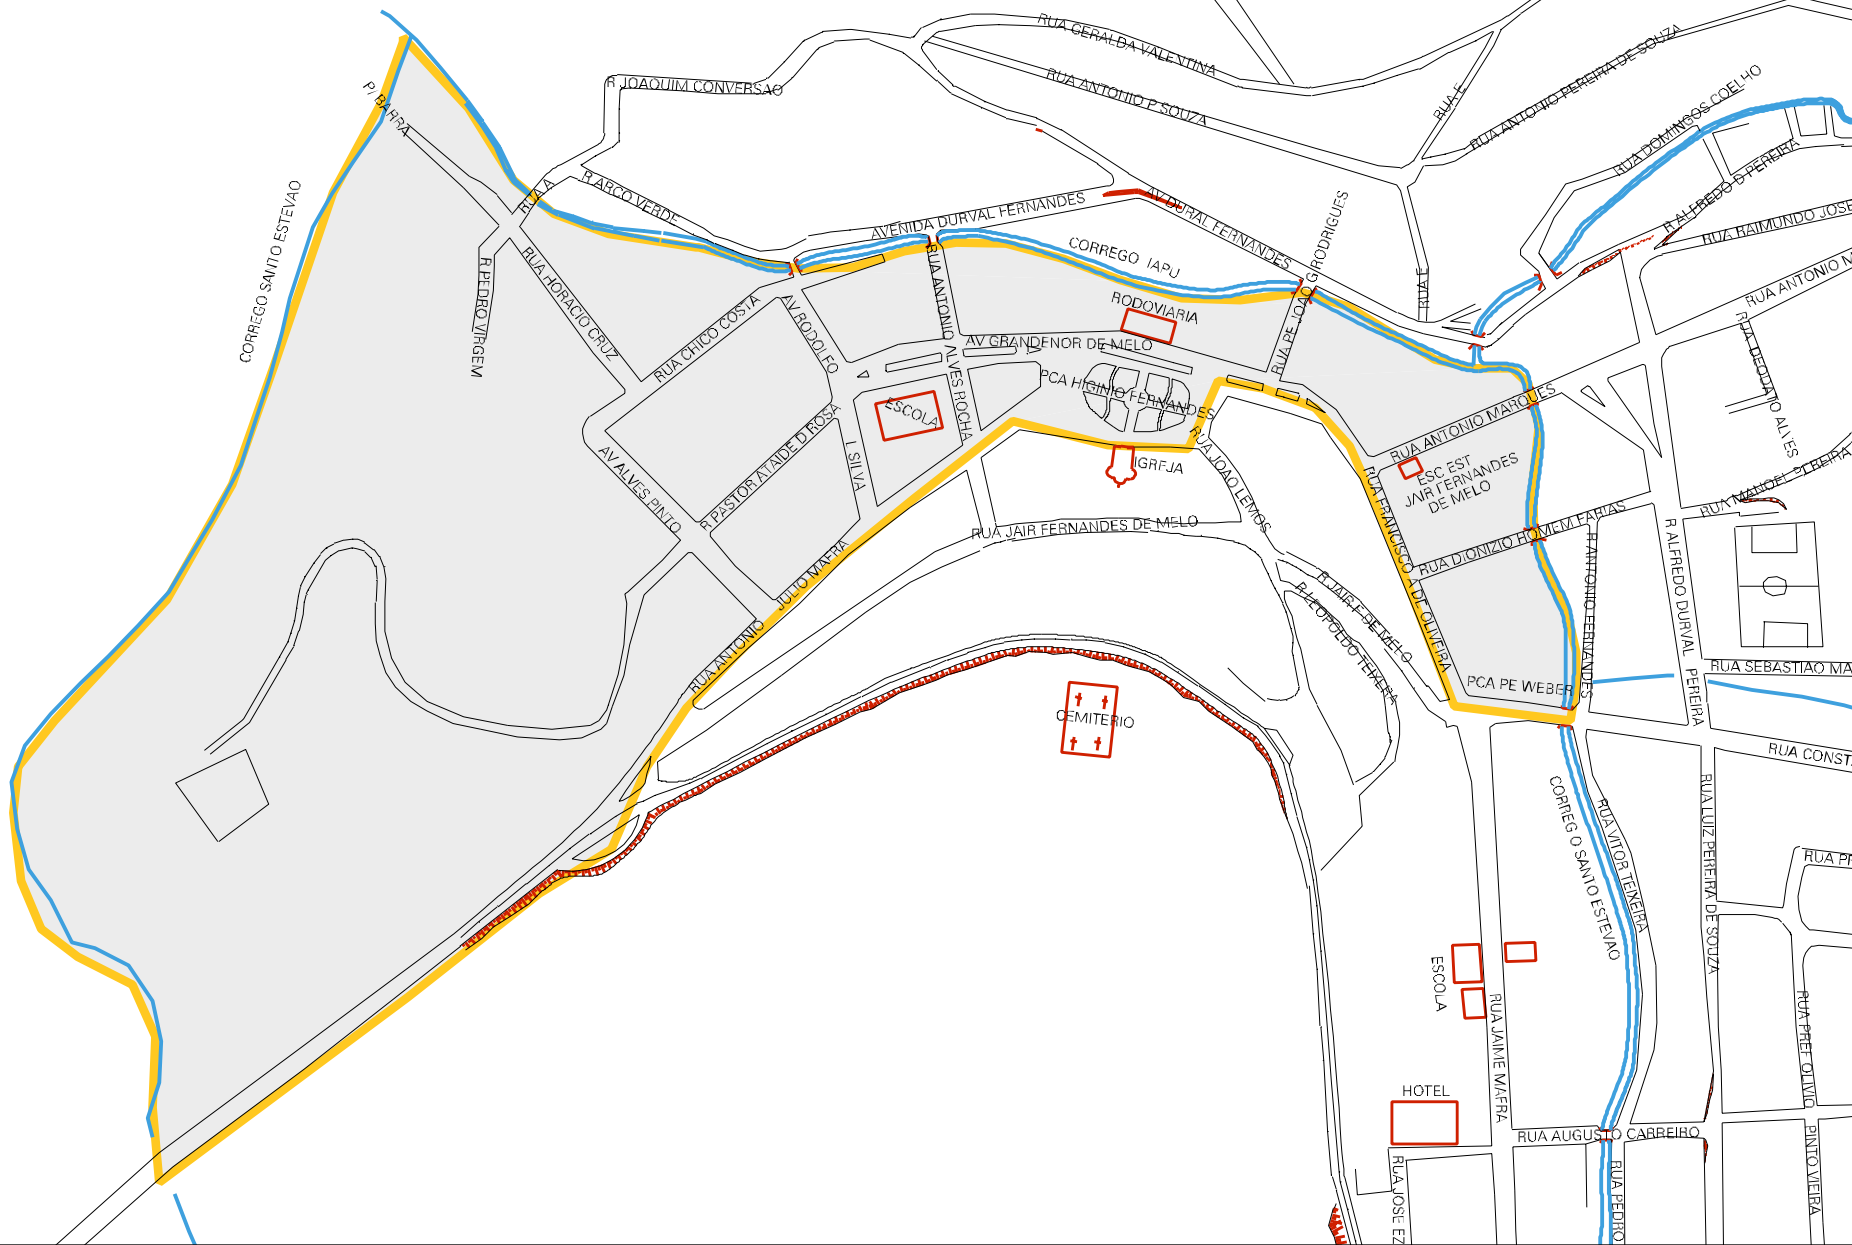 RUA GERALDA VALENTINA
R JOAQUIM CONVERSAO
RUA ANTONIO P SOUZA
RUA E
RUA ANTONIO PEREIRA DE SOUZA
RUA DOMINGOS COELHO
P/ BARRA
R ALFREDO D PEREIRA
RUA RAIMUNDO JOSE
RUA A
R ARCO VERDE
AVENIDA DURVAL FERNANDES
AV DURAL FERNANDES
CORREGO SANTO ESTEVAO
CORREGO IAPU
RUA PE JOAO G RODRIGUES
RUA E
RUA ANTONIO M
R PEDRO VIRGEM
RUA HORACIO CRUZ
RUA CHICO COSTA
AV RODOLFO
RUA ANTONIO ALVES ROCHA
RODOVIARIA
AV GRANDENOR DE MELO
PCA HIGINIO FERNANDES
RUA DEODATO ALVES
ESCOLA
RUA ANTONIO MARQUES
AV ALVES PINTO
R PASTOR ATAIDE D ROSA
L SILVA
IGREJA
RUA JOAO LEMOS
ESC EST
JAIR FERNANDES
DE MELO
RUA MANOEL PEREIRA
RUA JAIR FERNANDES DE MELO
RUA FRANCISCO A DE OLIVEIRA
RUA DIONIZIO HOMEM FARIAS
R ANTONIO FERNANDES
R ALFREDO DURVAL PEREIRA
RUA ANTONIO JULIO MAFRA
R JAIR F DE MELO
R LEOPOLDO TEIXEIRA
RUA SEBASTIAO MA
PCA PE WEBER
CEMITERIO
RUA CONST
CORREGO SANTO ESTEVAO
RUA VITOR TEIXEIRA
RUA LUIZ PEREIRA DE SOUZA
RUA PR
ESCOLA
RUA JAIME MAFRA
RUA PREF OLIVIO
PINTO VIEIRA
HOTEL
RUA AUGUSTO CARREIRO
RUA JOSE EZ
RUA PEDRO